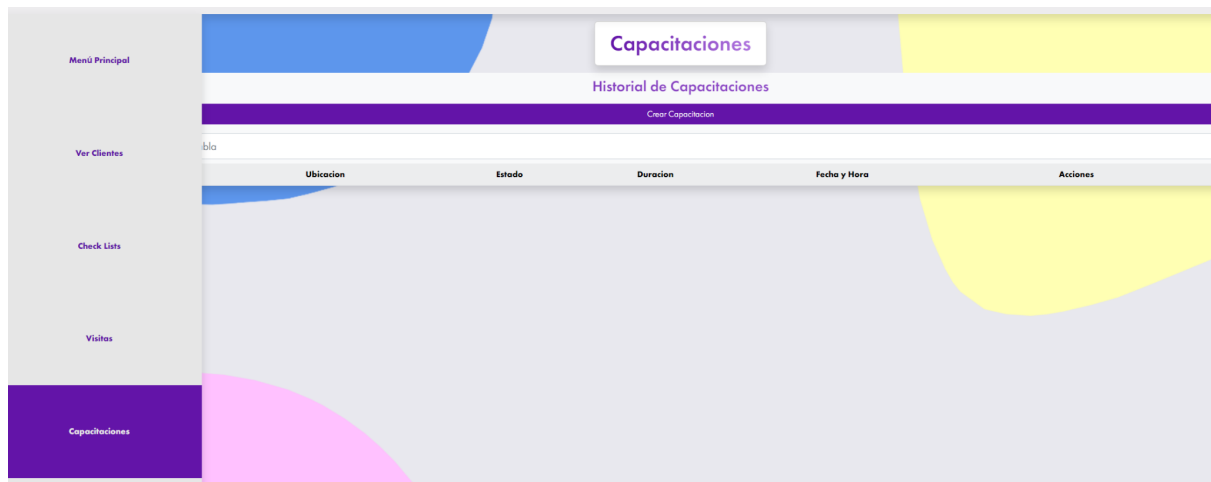 Capacitaciones
Menú Principal
Historial de Capacitaciones
Crear Capacitacion
Ver Clientes
Ubicacion Estado Duracion Fecha y Hora Acciones
Check Lists
Visitas
Capacitaciones